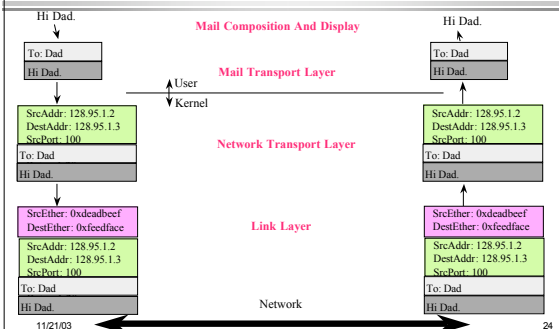 Hi Dad.
Mail Composition And Display
Hi Dad.
To: Dad
Hi Dad.
To: Dad
Hi Dad.
Mail Transport Layer
User
Kernel
SrcAddr: 128.95.1.2
DestAddr: 128.95.1.3
SrcPort: 100
To: Dad
Hi Dad.
Network Transport Layer
SrcAddr: 128.95.1.2
DestAddr: 128.95.1.3
SrcPort: 100
To: Dad
Hi Dad.
SrcEther: 0xdeadbeef
DestEther: 0xfeedface
SrcAddr: 128.95.1.2
DestAddr: 128.95.1.3
SrcPort: 100
To: Dad
Hi Dad.
Link Layer
SrcEther: 0xdeadbeef
DestEther: 0xfeedface
SrcAddr: 128.95.1.2
DestAddr: 128.95.1.3
SrcPort: 100
To: Dad
Hi Dad.
Network
11/21/03
24